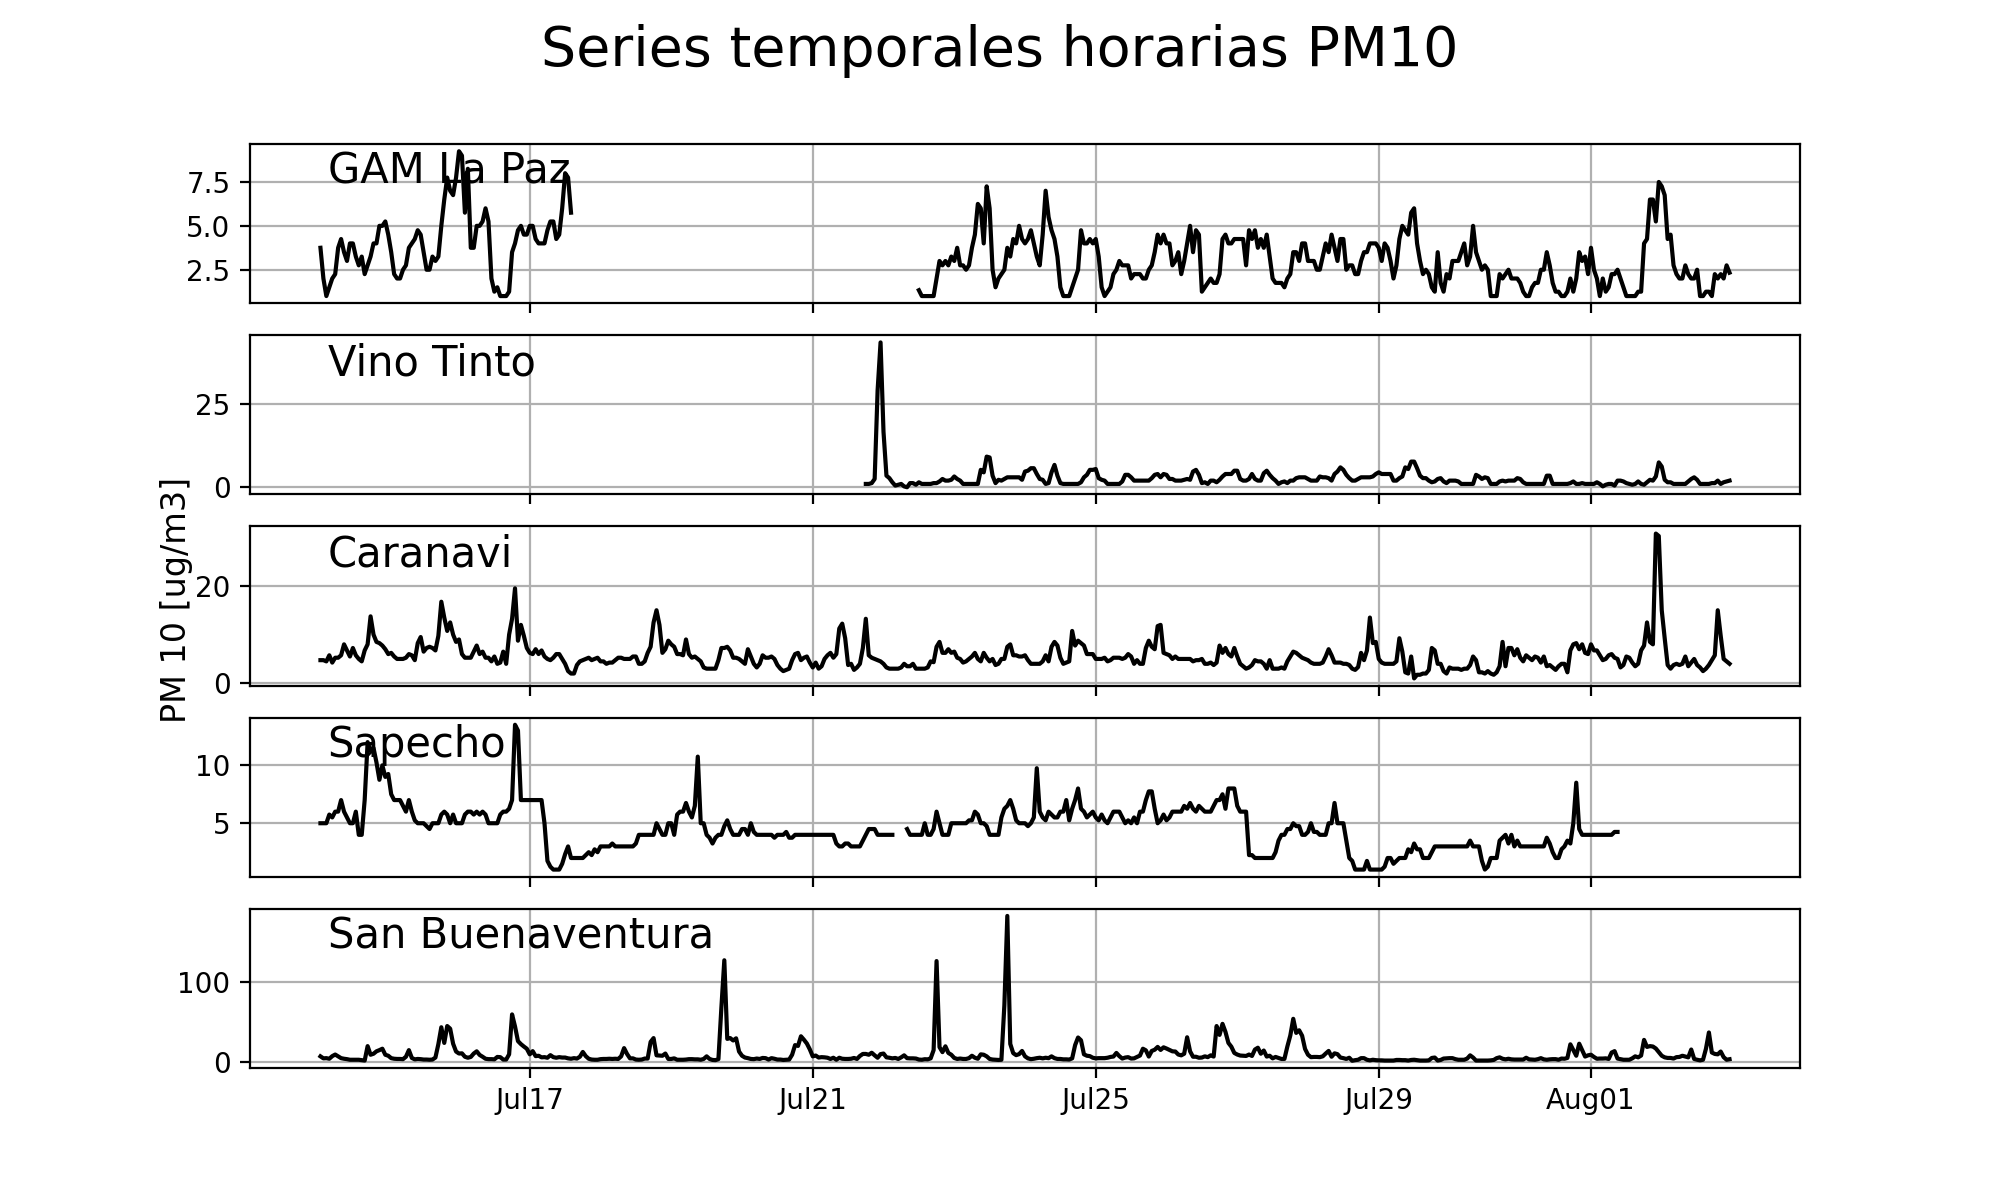 Series temporales horarias PM10
GAM La Paz
7.5
5.0
2.5
Vino Tinto
25
0
PM 10 [ug/m3]
Caranavi
20
0
Sapecho
10
5
San Buenaventura
100
0
Jul17 Jul21 Jul25 Jul29 Aug01